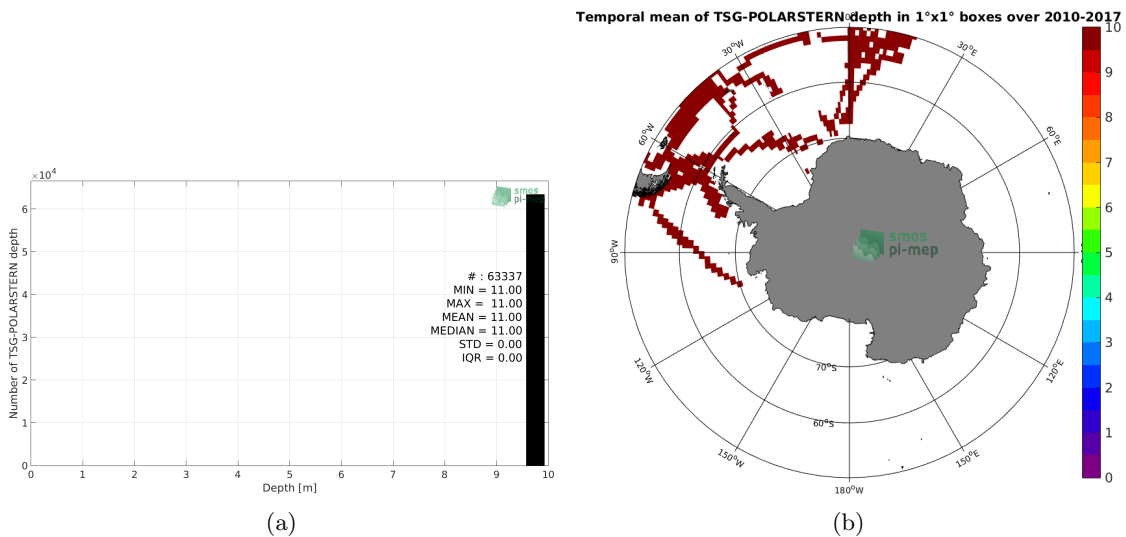 ×10⁴
smos
pi-mep
6
5
4
3
2
1
0
Number of TSG-POLARSTERN depth
# : 63337
MIN = 11.00
MAX = 11.00
MEAN = 11.00
MEDIAN = 11.00
STD = 0.00
IQR = 0.00
0 1 2 3 4 5 6 7 8 9 10
Depth [m]
(a)
Temporal mean of TSG-POLARSTERN depth in 1°x1° boxes over 2010-2017
0°
30°W
30°E
60°W
60°E
90°W
120°W
120°E
150°W
150°E
180°W
70°S
60°S
smos
pi-mep
10
9
8
7
6
5
4
3
2
1
0
(b)